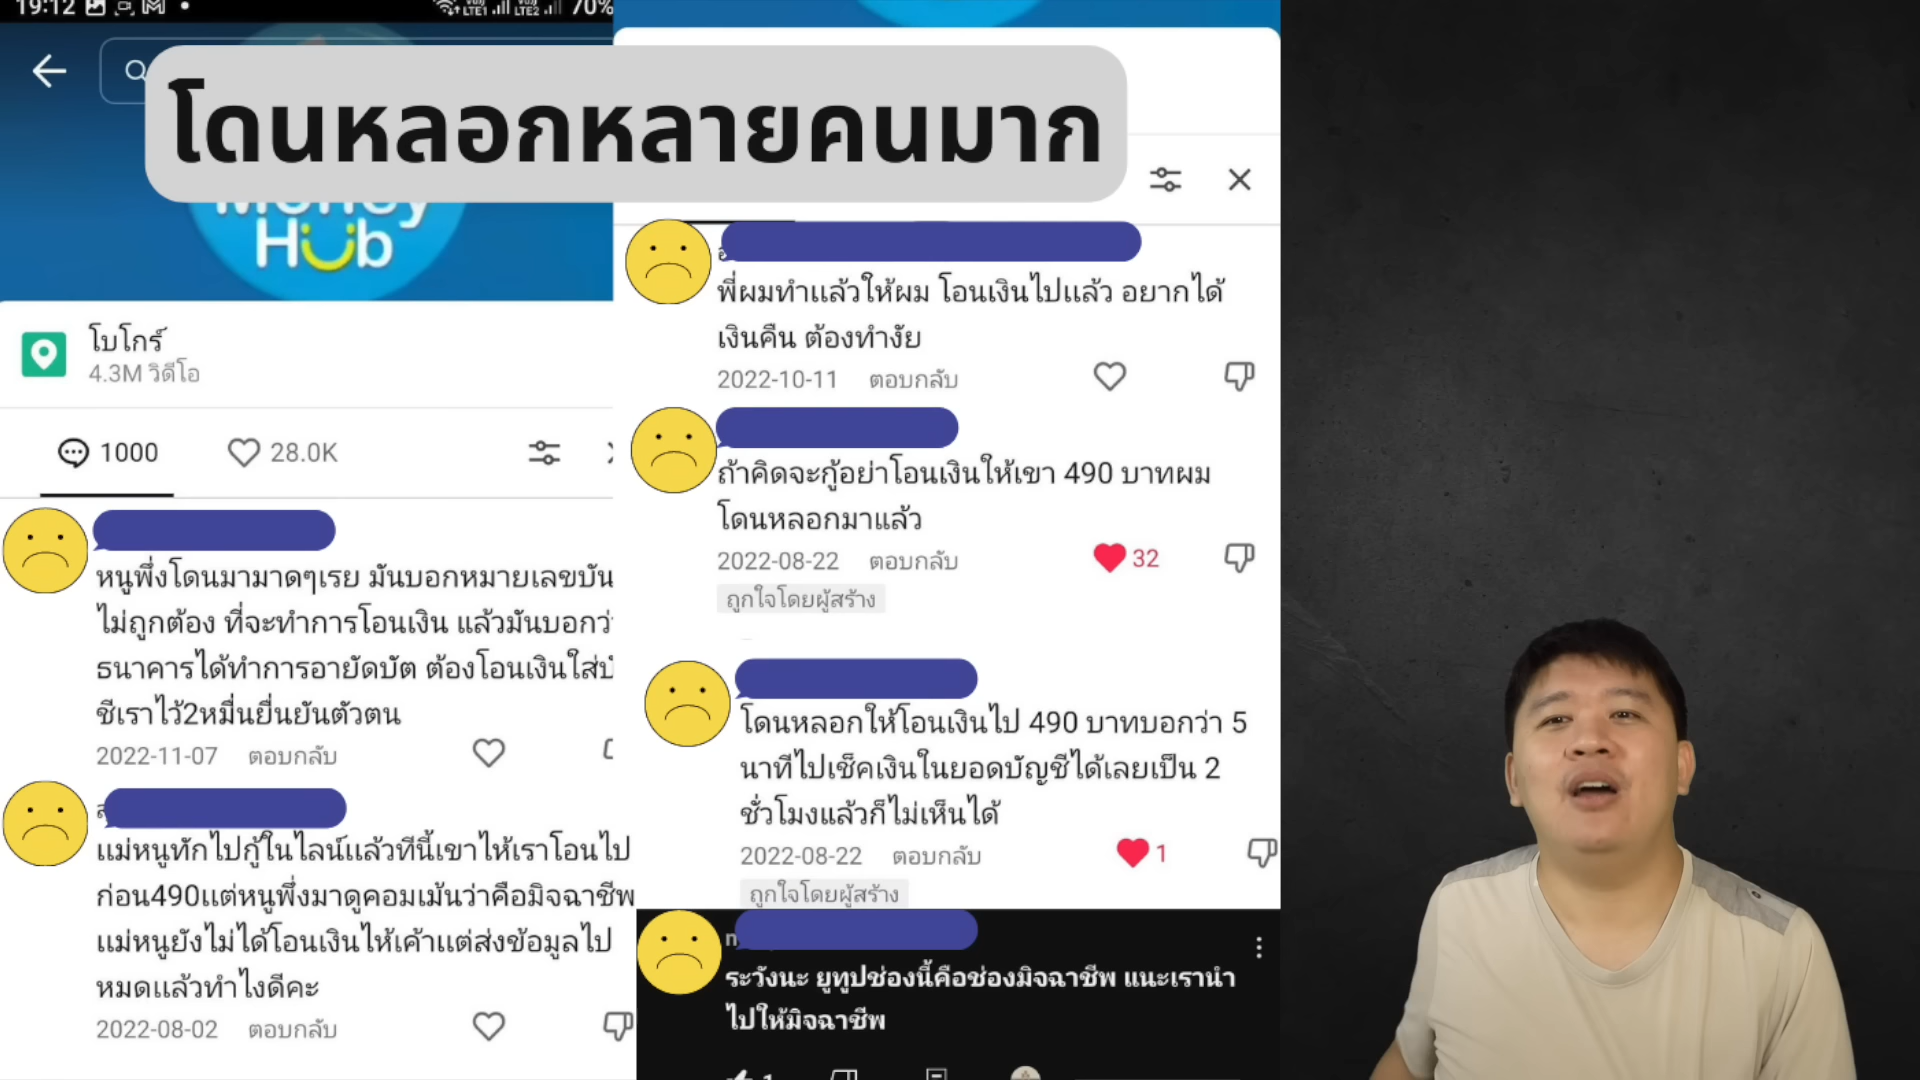 19:12
LTE1
LTE2
70%
โดนหลอกหลายคนมาก
Money
Hub
โบโกร์
4.3M วิดีโอ
1000
28.0K
หนูพึ่งโดนมามาดๆเรย มันบอกหมายเลขบัน
ไม่ถูกต้อง ที่จะทำการโอนเงิน แล้วมันบอกว่
ธนาคารได้ทำการอายัดบัต ต้องโอนเงินใส่บั
ชีเราไว้2หมื่นยื่นยันตัวตน
2022-11-07 ตอบกลับ
แม่หนูทักไปกู้ในไลน์แล้วทีนี้เขาไห้เราโอนไป
ก่อน490แต่หนูพึ่งมาดูคอมเม้นว่าคือมิจฉาชีพ
แม่หนูยังไม่ได้โอนเงินไห้เค้าแต่ส่งข้อมูลไป
หมดแล้วทำไงดีคะ
2022-08-02 ตอบกลับ
พี่ผมทำแล้วให้ผม โอนเงินไปแล้ว อยากได้
เงินคืน ต้องทำงัย
2022-10-11 ตอบกลับ
ถ้าคิดจะกู้อย่าโอนเงินให้เขา 490 บาทผม
โดนหลอกมาแล้ว
2022-08-22 ตอบกลับ
32
ถูกใจโดยผู้สร้าง
โดนหลอกให้โอนเงินไป 490 บาทบอกว่า 5
นาทีไปเช็คเงินในยอดบัญชีได้เลยเป็น 2
ชั่วโมงแล้วก็ไม่เห็นได้
2022-08-22 ตอบกลับ
1
ถูกใจโดยผู้สร้าง
ระวังนะ ยูทูปช่องนี้คือช่องมิจฉาชีพ แนะเรานำ
ไปให้มิจฉาชีพ